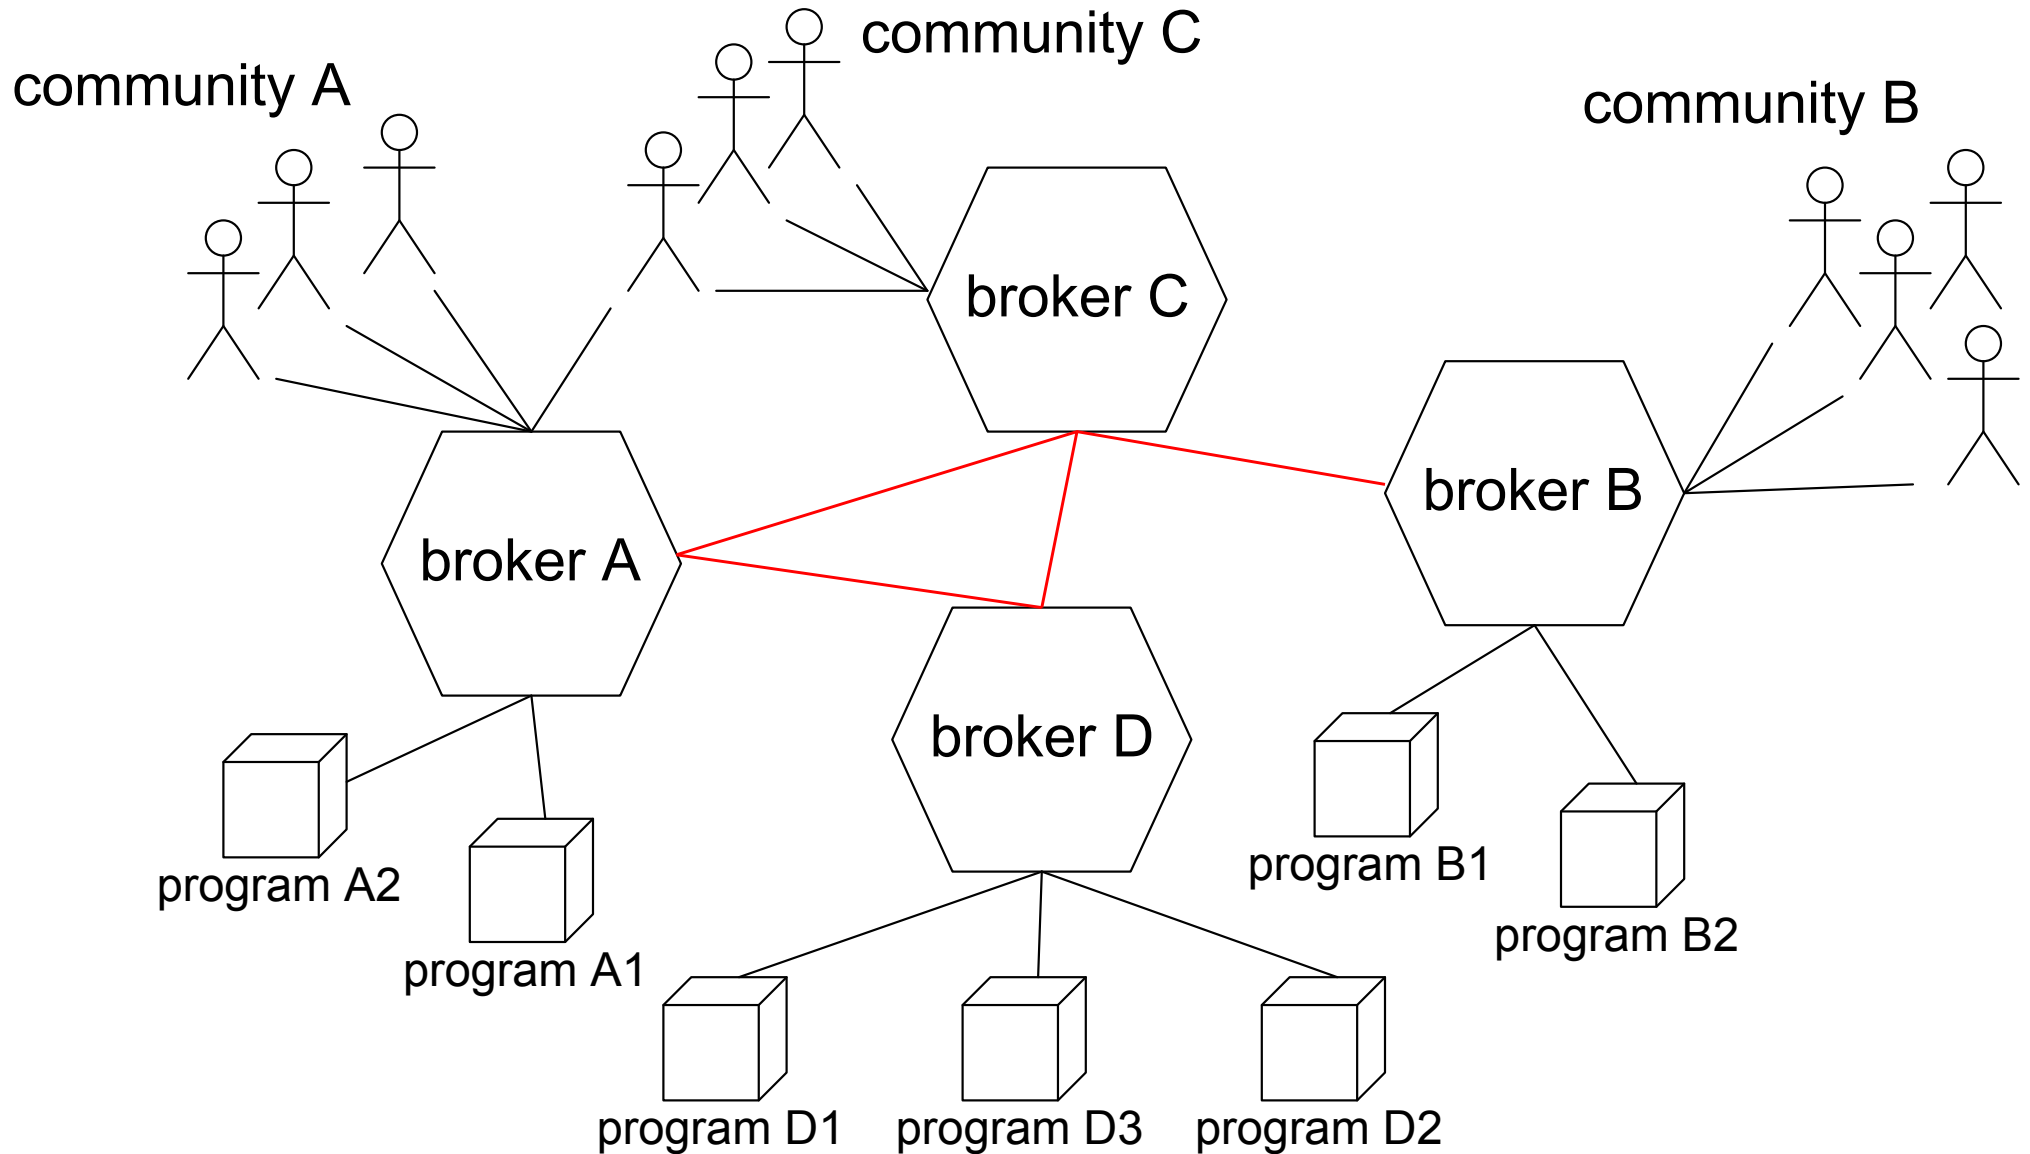 community C
community A
community B
broker C
broker B
broker A
broker D
program B1
program A2
program B2
program A1
program D1
program D3
program D2